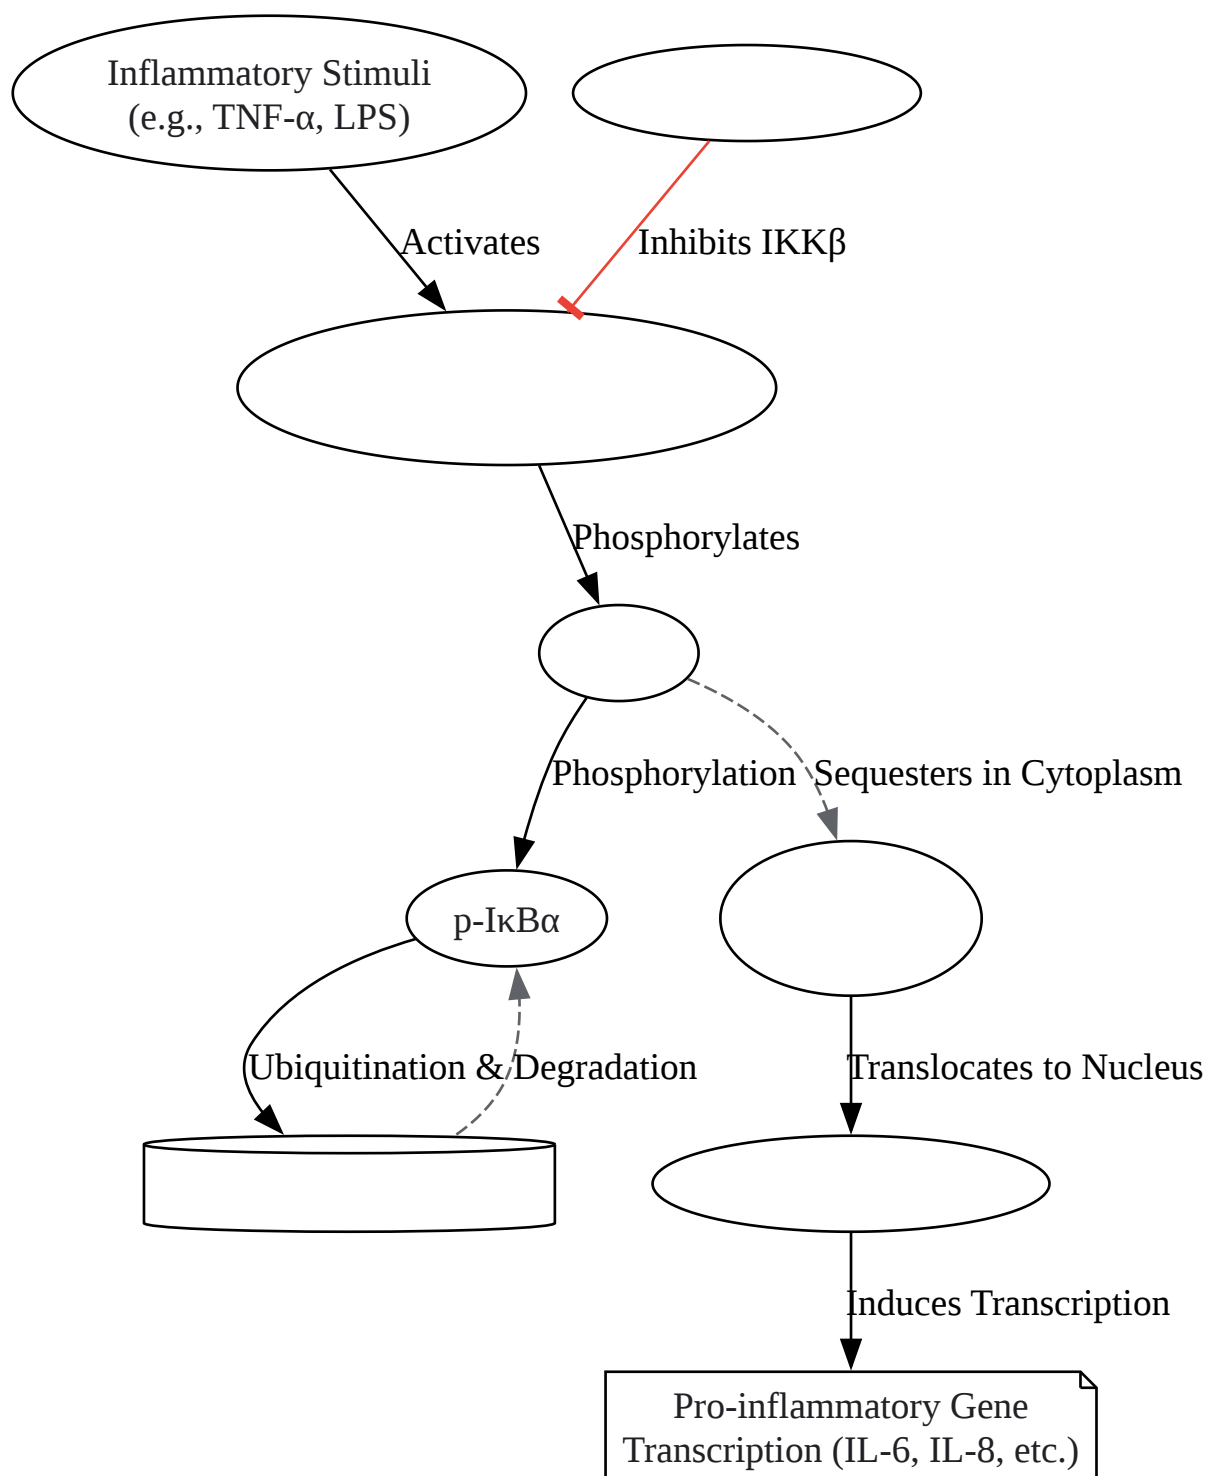 Inflammatory Stimuli
(e.g., TNF-α, LPS)
Activates
Inhibits IKKβ
Phosphorylates
Phosphorylation
Sequesters in Cytoplasm
p-IκBα
Ubiquitination & Degradation
Translocates to Nucleus
Induces Transcription
Pro-inflammatory Gene
Transcription (IL-6, IL-8, etc.)